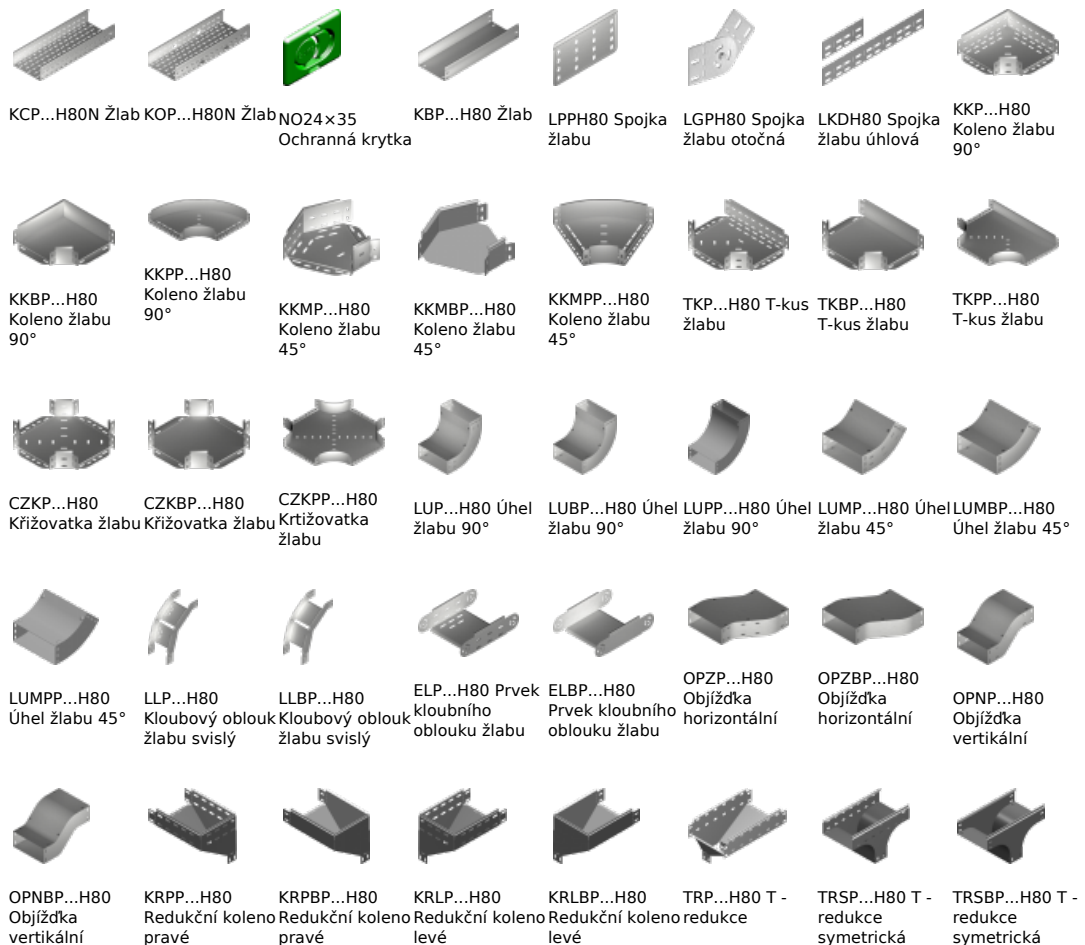 KCP...H80N Žlab
KOP...H80N Žlab
NO24×35
Ochranná krytka
KBP...H80 Žlab
LPPH80 Spojka
žlabu
LGPH80 Spojka
žlabu otočná
LKDH80 Spojka
žlabu úhlová
KKP...H80
Koleno žlabu
90°
KKBP...H80
Koleno žlabu
90°
KKPP...H80
Koleno žlabu
90°
KKMP...H80
Koleno žlabu
45°
KKMBP...H80
Koleno žlabu
45°
KKMPP...H80
Koleno žlabu
45°
TKP...H80 T-kus
žlabu
TKBP...H80
T-kus žlabu
TKPP...H80
T-kus žlabu
CZKP...H80
Křižovatka žlabu
CZKBP...H80
Křižovatka žlabu
CZKPP...H80
Krtižovatka
žlabu
LUP...H80 Úhel
žlabu 90°
LUBP...H80 Úhel
žlabu 90°
LUPP...H80 Úhel
žlabu 90°
LUMP...H80 Úhel
žlabu 45°
LUMBP...H80
Úhel žlabu 45°
LUMPP...H80
Úhel žlabu 45°
LLP...H80
Kloubový oblouk
žlabu svislý
LLBP...H80
Kloubový oblouk
žlabu svislý
ELP...H80 Prvek
kloubního
oblouku žlabu
ELBP...H80
Prvek kloubního
oblouku žlabu
OPZP...H80
Objížďka
horizontální
OPZBP...H80
Objížďka
horizontální
OPNP...H80
Objížďka
vertikální
OPNBP...H80
Objížďka
vertikální
KRPP...H80
Redukční koleno
pravé
KRPBP...H80
Redukční koleno
pravé
KRLP...H80
Redukční koleno
levé
KRLBP...H80
Redukční koleno
levé
TRP...H80 T -
redukce
TRSP...H80 T -
redukce
symetrická
TRSBP...H80 T -
redukce
symetrická